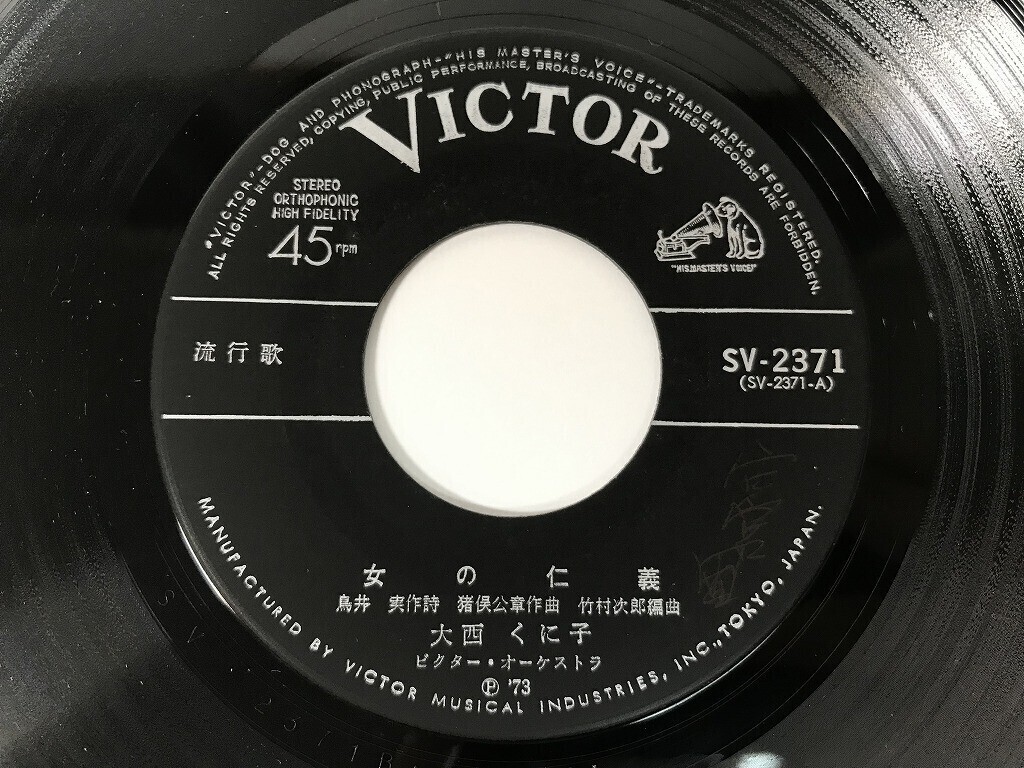 "VICTOR"-DOG AND PHONOGRAPH-"HIS MASTER'S VOICE"-TRADEMARKS REGISTERED.
ALL RIGHTS RESERVED, COPYING, PUBLIC PERFORMANCE, BROADCASTING OF THESE RECORDS ARE FORBIDDEN.
VICTOR
STEREO
ORTHOPHONIC
HIGH FIDELITY
45rpm
"HIS MASTER'S VOICE"
流行歌
SV-2371
(SV-2371-A)
女の仁義
鳥井 実作詩 猪俣公章作曲 竹村次郎編曲
大西 くに子
ビクター・オーケストラ
Ⓟ '73
MANUFACTURED BY VICTOR MUSICAL INDUSTRIES, INC., TOKYO, JAPAN.